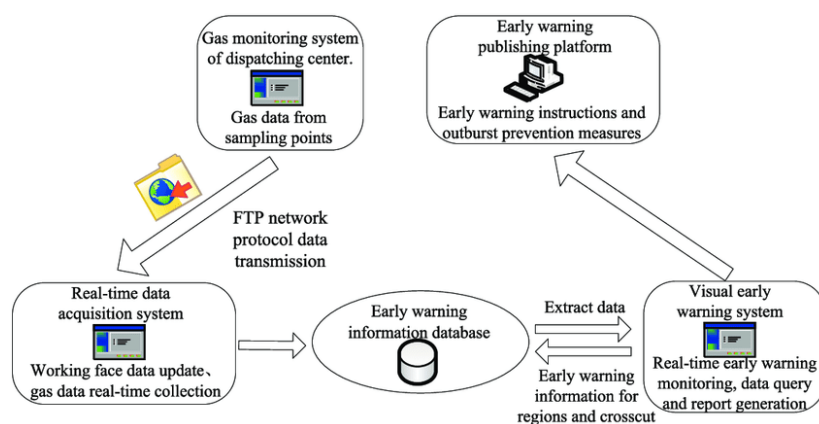 Gas monitoring system
of dispatching center.
Gas data from
sampling points
Early warning
publishing platform
Early warning instructions and
outburst prevention measures
FTP network
protocol data
transmission
Real-time data
acquisition system
Working face data update、
gas data real-time collection
Early warning
information database
Extract data
Early warning
information for
regions and crosscut
Visual early
warning system
Real-time early warning
monitoring, data query
and report generation